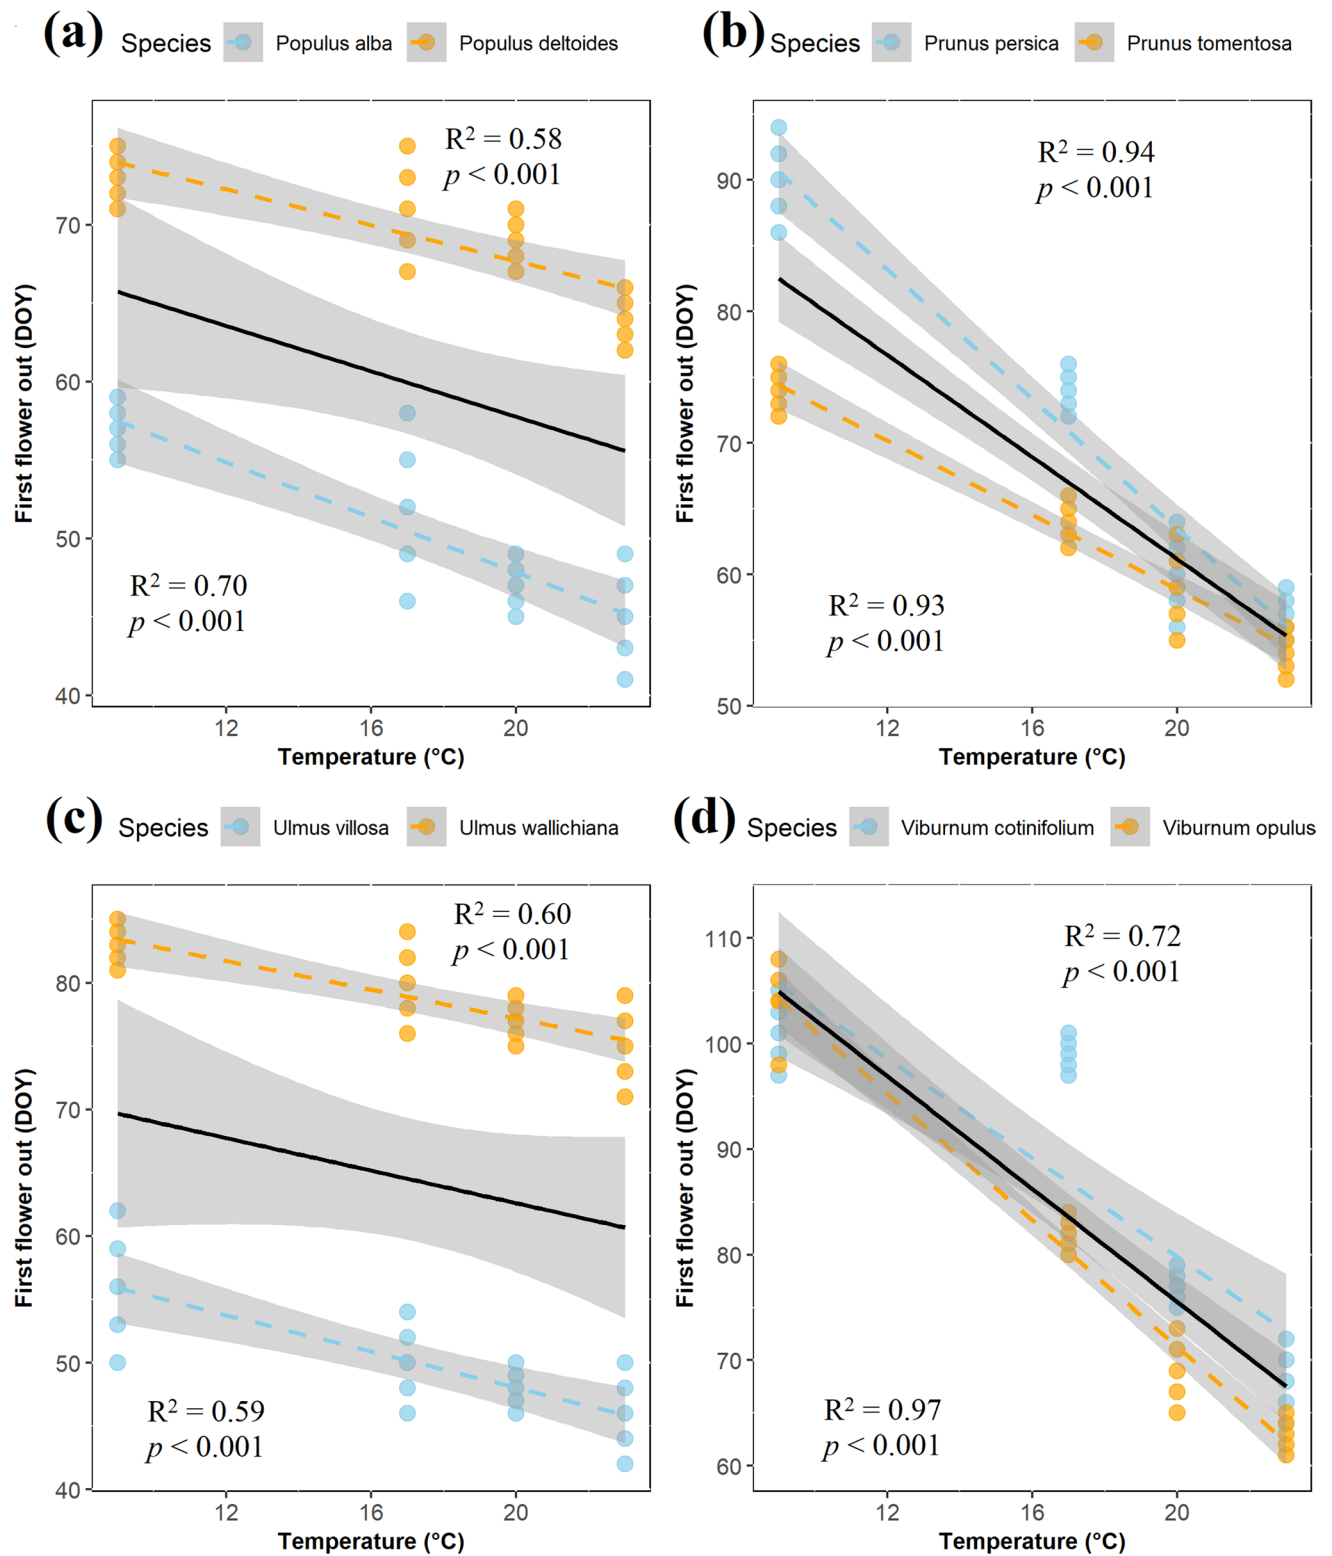 (a) Species Populus alba Populus deltoides
R² = 0.58
p < 0.001
70
60
50
40
First flower out (DOY)
R² = 0.70
p < 0.001
12 16 20
Temperature (°C)
(b) Species Prunus persica Prunus tomentosa
R² = 0.94
p < 0.001
90
80
70
60
50
First flower out (DOY)
R² = 0.93
p < 0.001
12 16 20
Temperature (°C)
(c) Species Ulmus villosa Ulmus wallichiana
R² = 0.60
p < 0.001
80
70
60
50
40
First flower out (DOY)
R² = 0.59
p < 0.001
12 16 20
Temperature (°C)
(d) Species Viburnum cotinifolium Viburnum opulus
R² = 0.72
p < 0.001
110
100
90
80
70
60
First flower out (DOY)
R² = 0.97
p < 0.001
12 16 20
Temperature (°C)